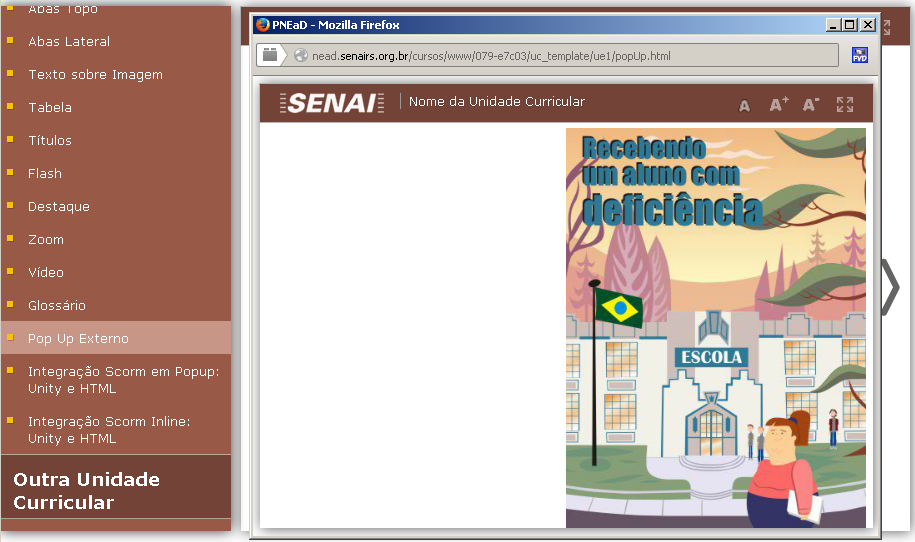 Abas Topo
Abas Lateral
Texto sobre Imagem
Tabela
Títulos
Flash
Destaque
Zoom
Vídeo
Glossário
Pop Up Externo
Integração Scorm em Popup:
Unity e HTML
Integração Scorm Inline:
Unity e HTML
Outra Unidade
Curricular
PNEaD - Mozilla Firefox
nead.senairs.org.br/cursos/www/079-e7c03/uc_template/ue1/popUp.html
FVD
SENAI
Nome da Unidade Curricular
A A+ A-
Recebendo
um aluno com
deficiência
ESCOLA